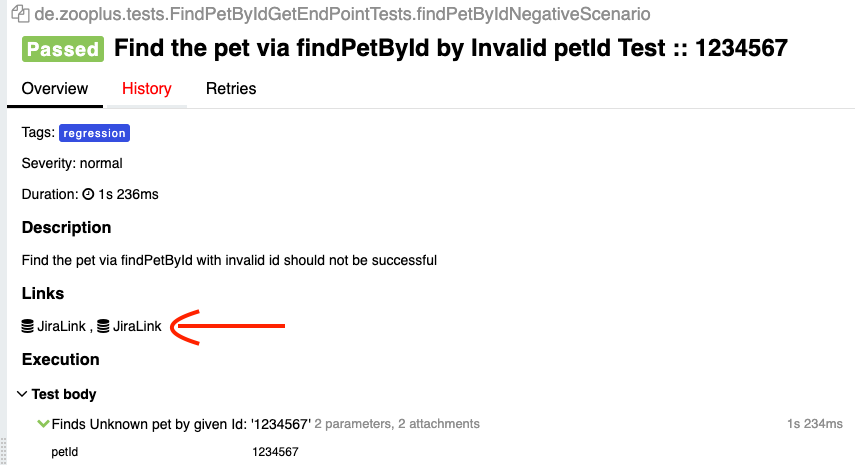 de.zooplus.tests.FindPetByIdGetEndPointTests.findPetByIdNegativeScenario
Passed Find the pet via findPetById by Invalid petId Test :: 1234567
Overview History Retries
Tags: regression
Severity: normal
Duration: 1s 236ms
Description
Find the pet via findPetById with invalid id should not be successful
Links
JiraLink , JiraLink
Execution
Test body
Finds Unknown pet by given Id: '1234567' 2 parameters, 2 attachments 1s 234ms
petId 1234567